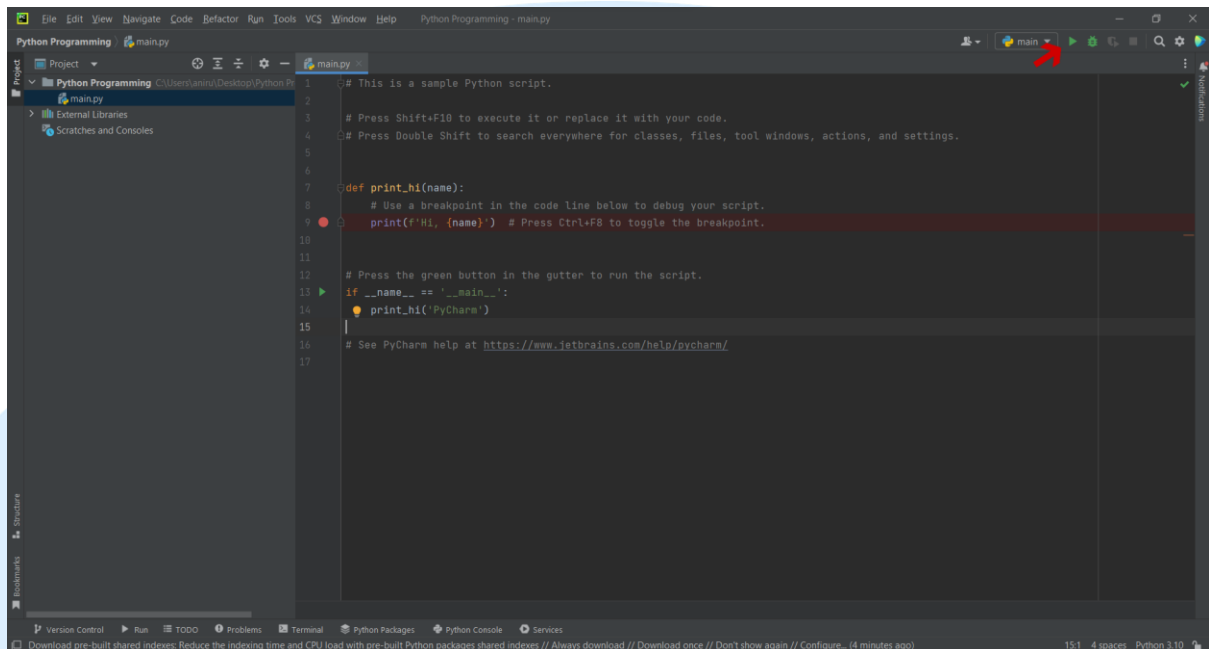 File Edit View Navigate Code Refactor Run Tools VCS Window Help Python Programming - main.py
Python Programming main.py
main
Project
Project
main.py
Python Programming C:\Users\aniru\Desktop\Python Pr
main.py
External Libraries
Scratches and Consoles
1 # This is a sample Python script.
2
3 # Press Shift+F10 to execute it or replace it with your code.
4 # Press Double Shift to search everywhere for classes, files, tool windows, actions, and settings.
5
6
7 def print_hi(name):
8 # Use a breakpoint in the code line below to debug your script.
9 print(f'Hi, {name}') # Press Ctrl+F8 to toggle the breakpoint.
10
11
12 # Press the green button in the gutter to run the script.
13 if __name__ == '__main__':
14 print_hi('PyCharm')
15
16 # See PyCharm help at https://www.jetbrains.com/help/pycharm/
17
Notifications
Structure
Bookmarks
Version Control Run TODO Problems Terminal Python Packages Python Console Services
Download pre-built shared indexes: Reduce the indexing time and CPU load with pre-built Python packages shared indexes // Always download // Download once // Don't show again // Configure... (4 minutes ago) 15:1 4 spaces Python 3.10